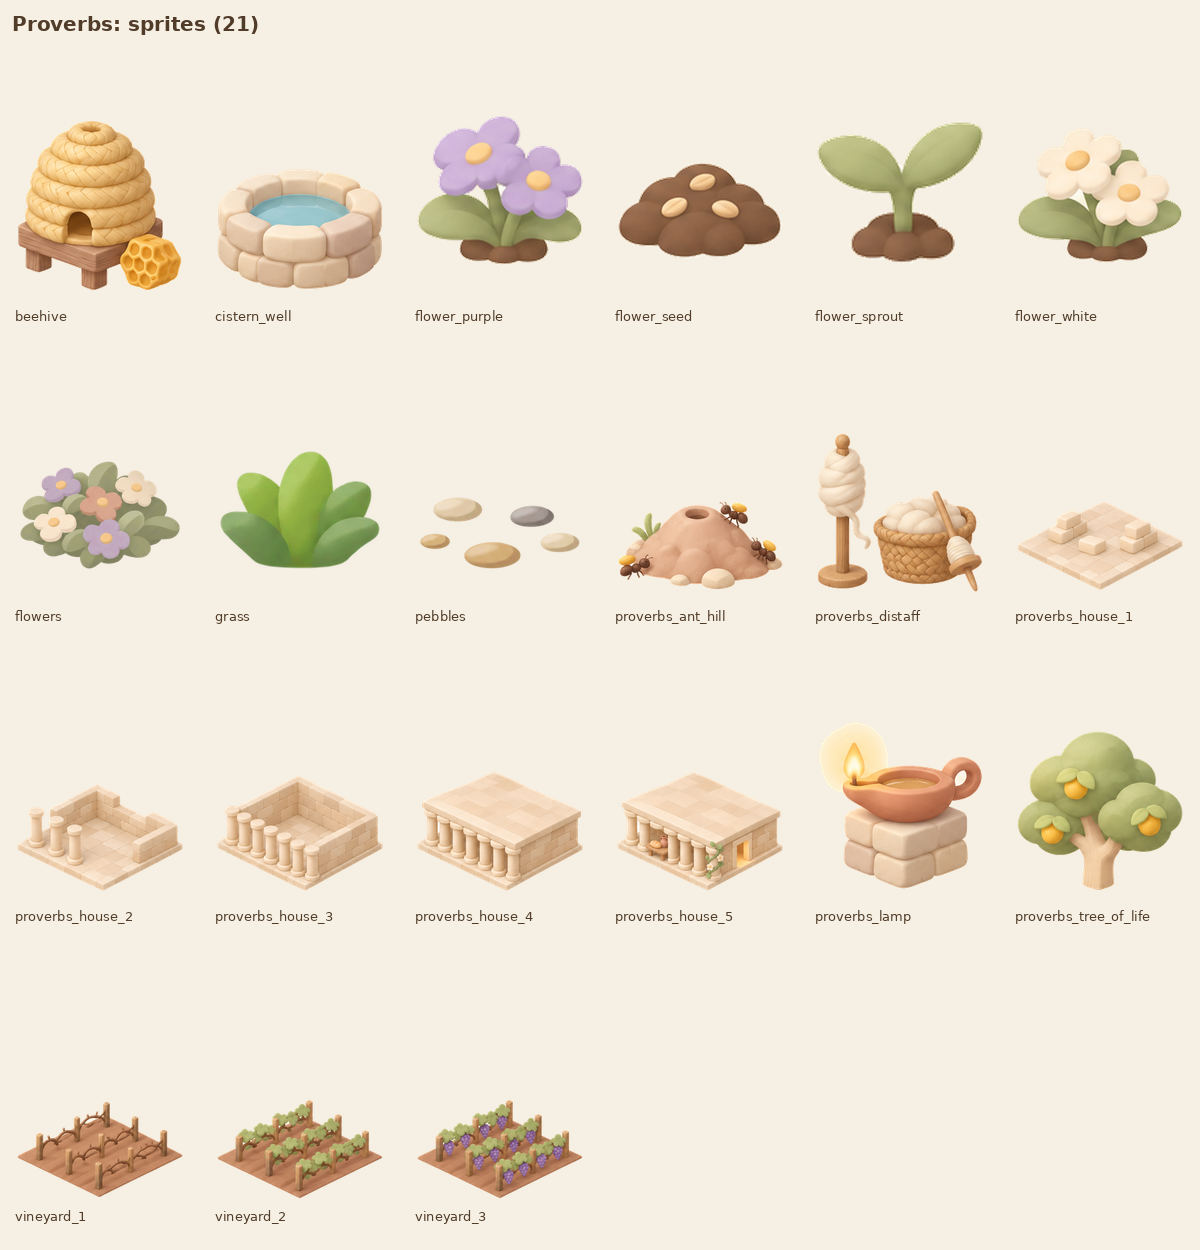 Proverbs: sprites (21)
beehive
cistern_well
flower_purple
flower_seed
flower_sprout
flower_white
flowers
grass
pebbles
proverbs_ant_hill
proverbs_distaff
proverbs_house_1
proverbs_house_2
proverbs_house_3
proverbs_house_4
proverbs_house_5
proverbs_lamp
proverbs_tree_of_life
vineyard_1
vineyard_2
vineyard_3